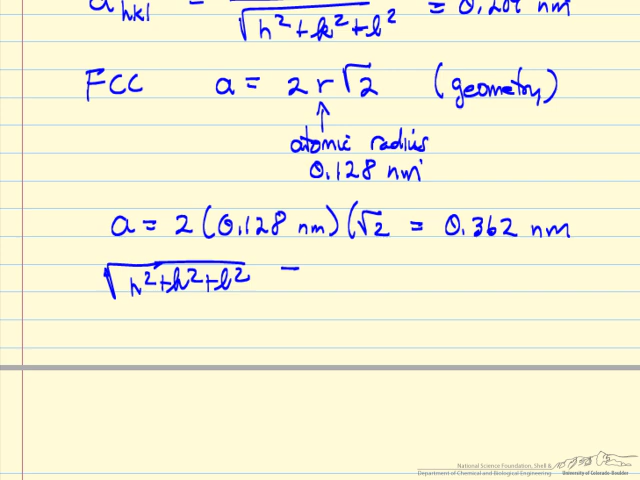 a hkl = √h²+k²+l² = 0.209 nm
FCC a = 2r√2 (geometry)
↑
atomic radius
0.128 nm
a = 2(0.128 nm)(√2 = 0.362 nm
√h²+k²+l² =
National Science Foundation, Shell &
Department of Chemical and Biological Engineering University of Colorado-Boulder